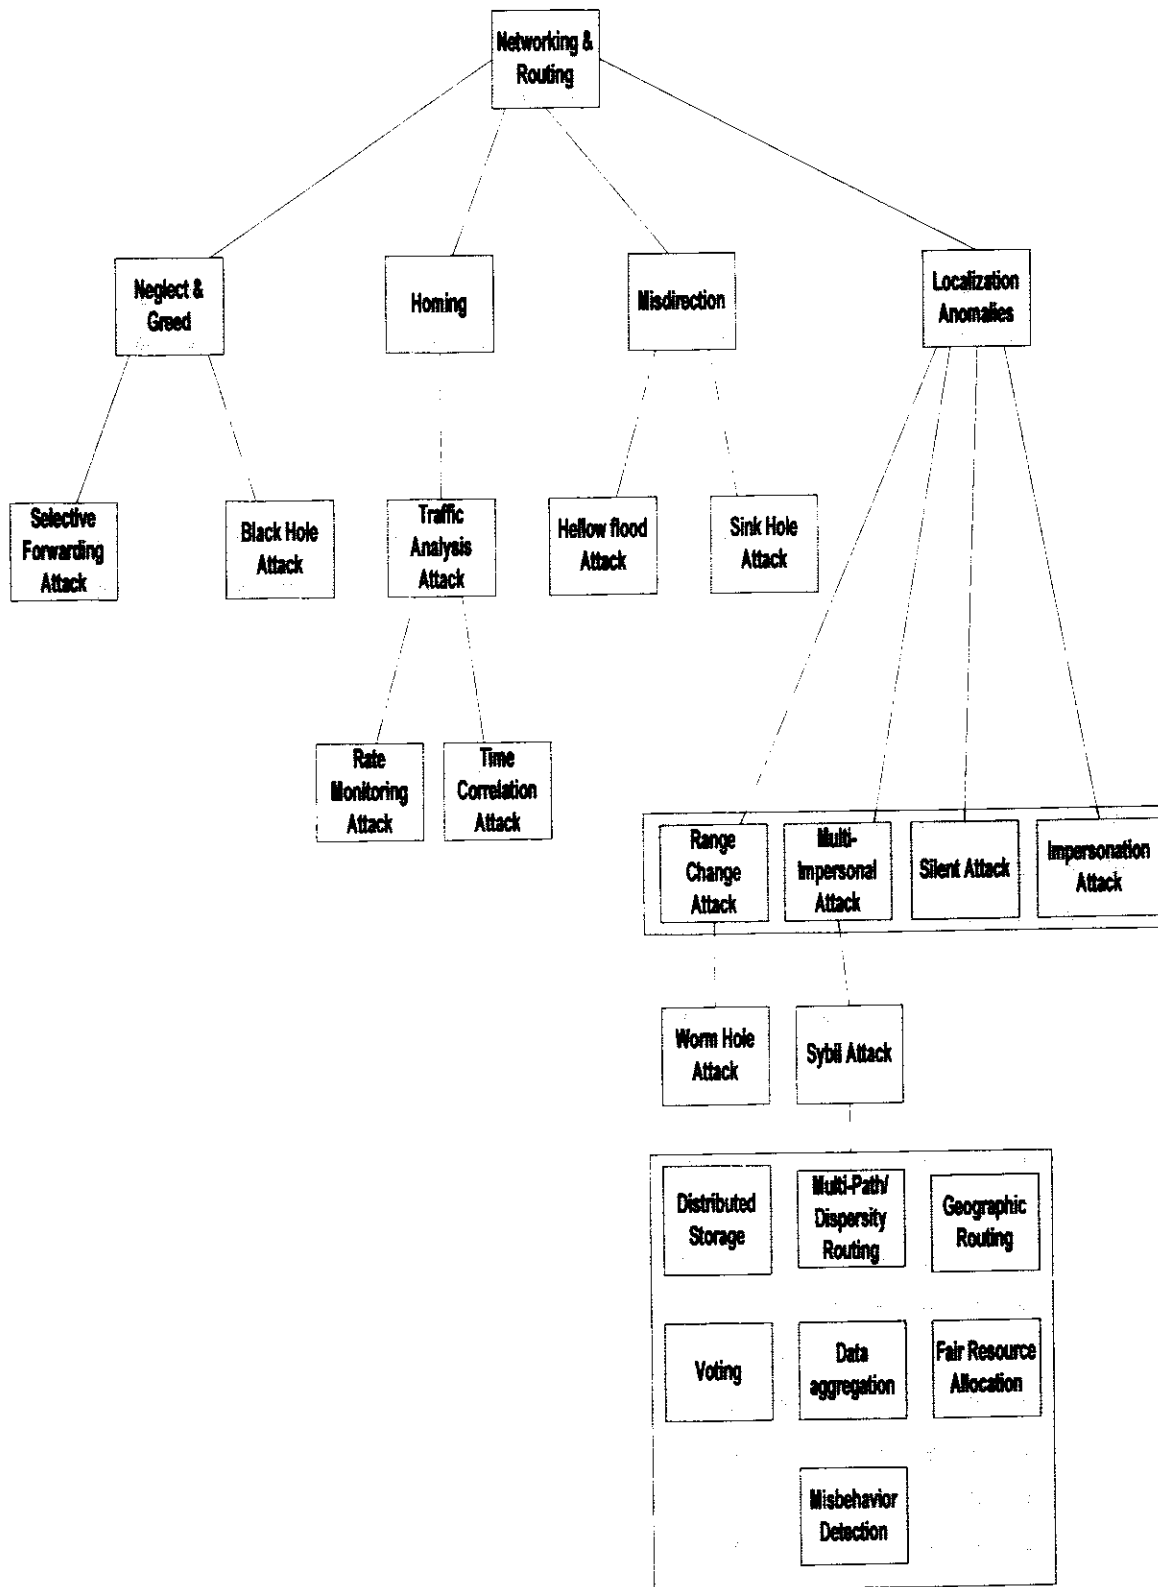 Networking &
Routing
Neglect &
Greed
Homing
Misdirection
Localization
Anomalies
Selective
Forwarding
Attack
Black Hole
Attack
Traffic
Analysis
Attack
Hellow flood
Attack
Sink Hole
Attack
Rate
Monitoring
Attack
Time
Correlation
Attack
Range
Change
Attack
Multi-
Impersonal
Attack
Silent Attack
Impersonation
Attack
Worm Hole
Attack
Sybil Attack
Distributed
Storage
Multi-Path/
Dispersity
Routing
Geographic
Routing
Voting
Data
aggregation
Fair Resource
Allocation
Misbehavior
Detection